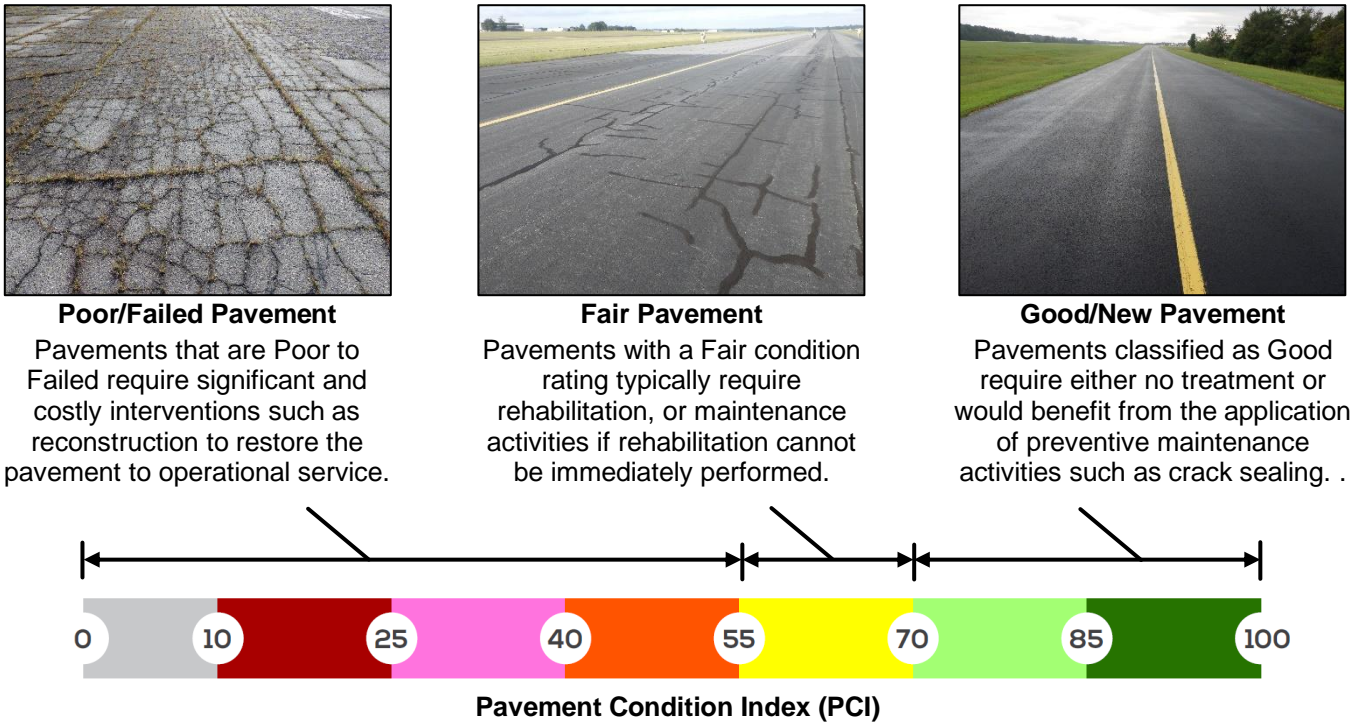 Poor/Failed Pavement
Pavements that are Poor to
Failed require significant and
costly interventions such as
reconstruction to restore the
pavement to operational service.
Fair Pavement
Pavements with a Fair condition
rating typically require
rehabilitation, or maintenance
activities if rehabilitation cannot
be immediately performed.
Good/New Pavement
Pavements classified as Good
require either no treatment or
would benefit from the application
of preventive maintenance
activities such as crack sealing. .
0 10 25 40 55 70 85 100
Pavement Condition Index (PCI)